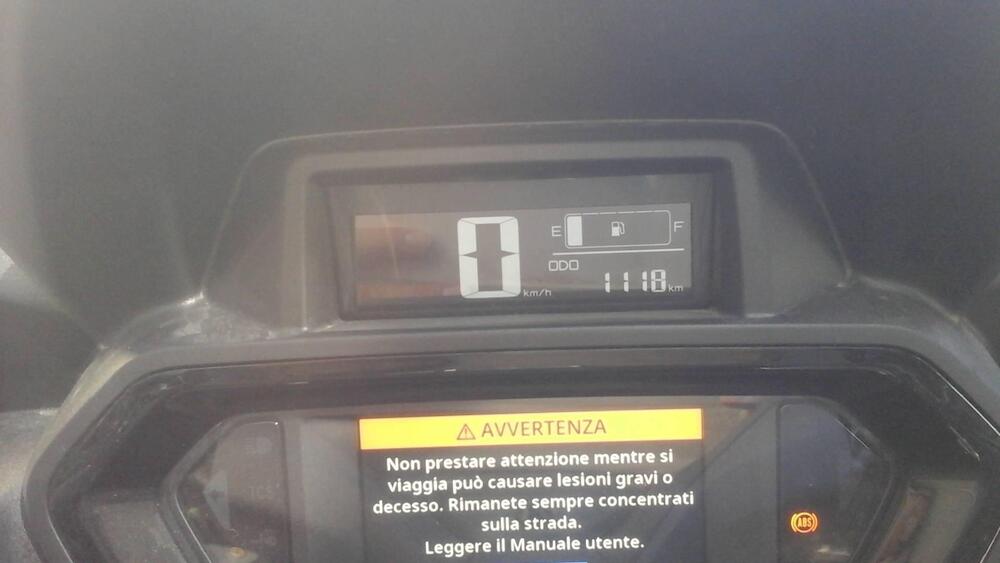 0
km/h
E
F
ODO
1118 km
⚠ AVVERTENZA
Non prestare attenzione mentre si
viaggia può causare lesioni gravi o
decesso. Rimanete sempre concentrati
sulla strada.
Leggere il Manuale utente.
ABS